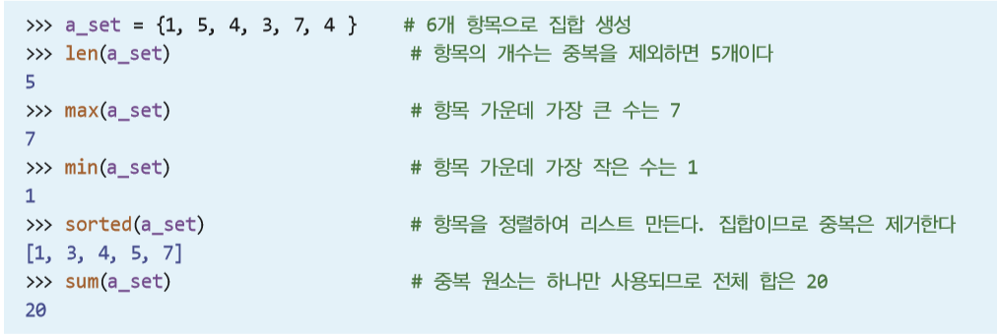 >>> a_set = {1, 5, 4, 3, 7, 4 } # 6개 항목으로 집합 생성
>>> len(a_set) # 항목의 개수는 중복을 제외하면 5개이다
5
>>> max(a_set) # 항목 가운데 가장 큰 수는 7
7
>>> min(a_set) # 항목 가운데 가장 작은 수는 1
1
>>> sorted(a_set) # 항목을 정렬하여 리스트 만든다. 집합이므로 중복은 제거한다
[1, 3, 4, 5, 7]
>>> sum(a_set) # 중복 원소는 하나만 사용되므로 전체 합은 20
20